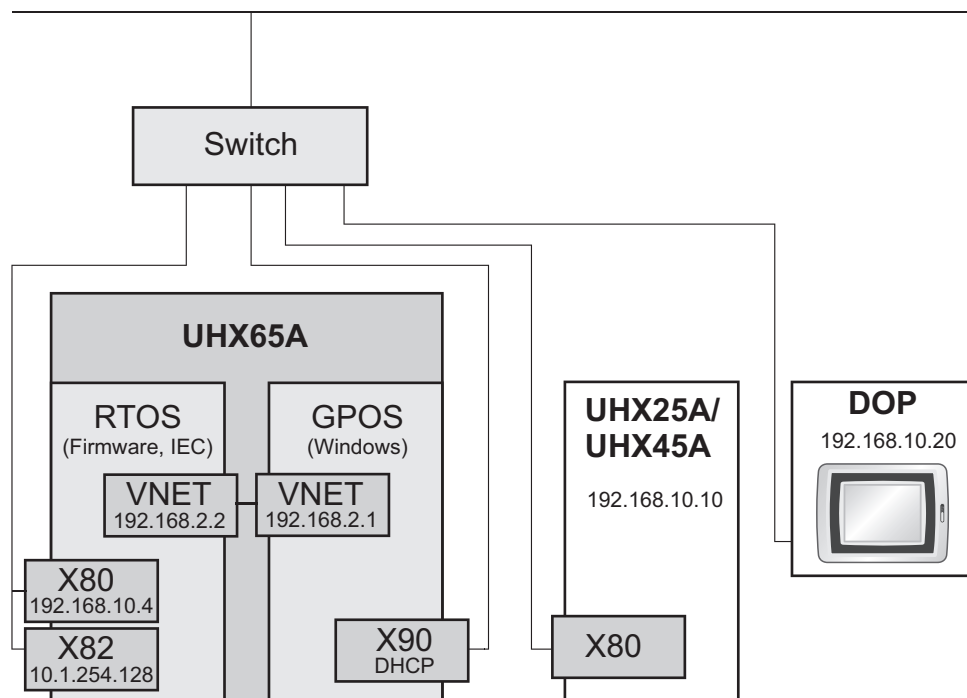 Switch
UHX65A
RTOS
(Firmware, IEC)
VNET
192.168.2.2
X80
192.168.10.4
X82
10.1.254.128
GPOS
(Windows)
VNET
192.168.2.1
X90
DHCP
UHX25A/
UHX45A
192.168.10.10
X80
DOP
192.168.10.20